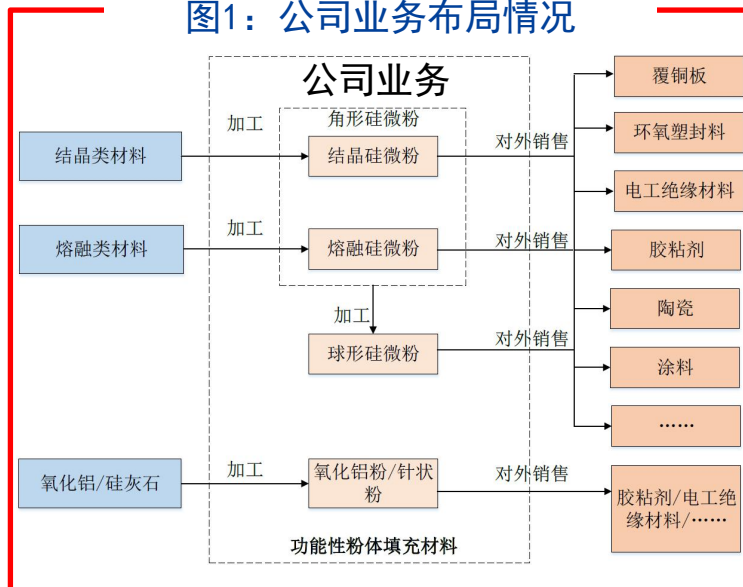 图1：公司业务布局情况
公司业务
角形硅微粉
结晶类材料
加工
结晶硅微粉
对外销售
熔融类材料
加工
熔融硅微粉
对外销售
加工
球形硅微粉
对外销售
覆铜板
环氧塑封料
电工绝缘材料
胶粘剂
陶瓷
涂料
……
氧化铝/硅灰石
加工
氧化铝粉/针状
粉
对外销售
胶粘剂/电工绝
缘材料/……
功能性粉体填充材料